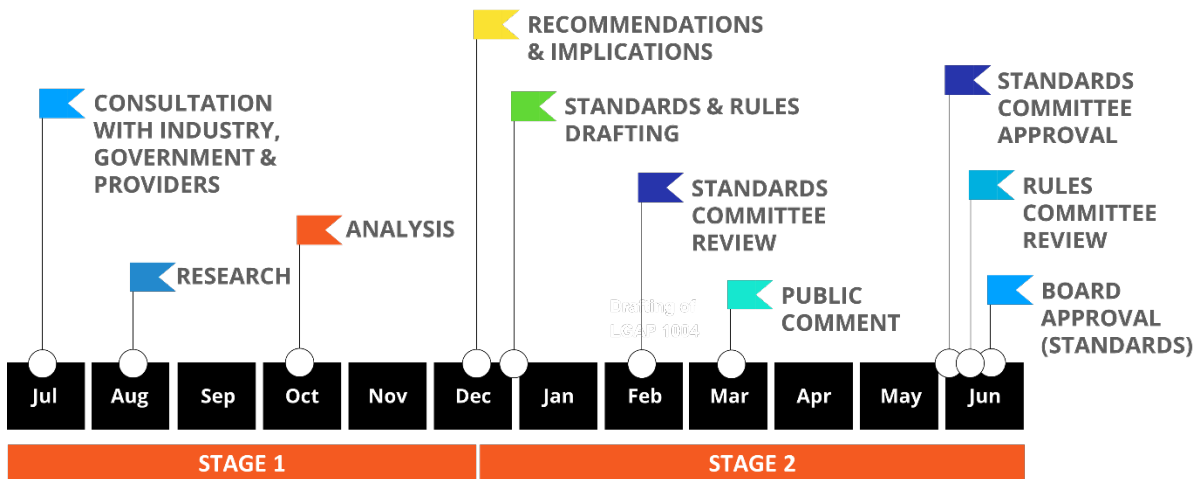 RECOMMENDATIONS
& IMPLICATIONS
CONSULTATION
WITH INDUSTRY,
GOVERNMENT &
PROVIDERS
STANDARDS & RULES
DRAFTING
STANDARDS
COMMITTEE
APPROVAL
ANALYSIS
RESEARCH
STANDARDS
COMMITTEE
REVIEW
RULES
COMMITTEE
REVIEW
Drafting of
PUBLIC
COMMENT
BOARD
APPROVAL
(STANDARDS)
Jul
Aug
Sep
Oct
Nov
Dec
Jan
Feb
Mar
Apr
May
Jun
STAGE 1
STAGE 2